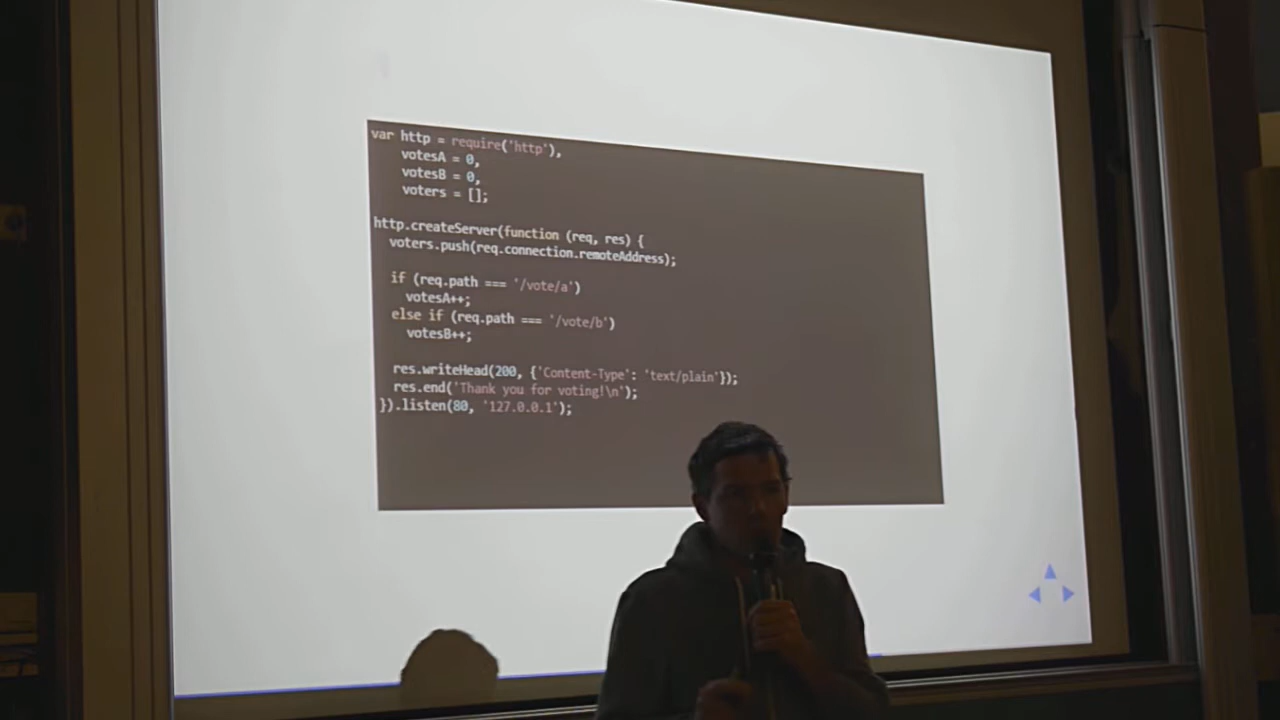 var http = require('http'),
    votesA = 0,
    votesB = 0,
    voters = [];
http.createServer(function (req, res) {
  voters.push(req.connection.remoteAddress);
  if (req.path === '/vote/a')
    votesA++;
  else if (req.path === '/vote/b')
    votesB++;
  res.writeHead(200, {'Content-Type': 'text/plain'});
  res.end('Thank you for voting!\n');
}).listen(80, '127.0.0.1');